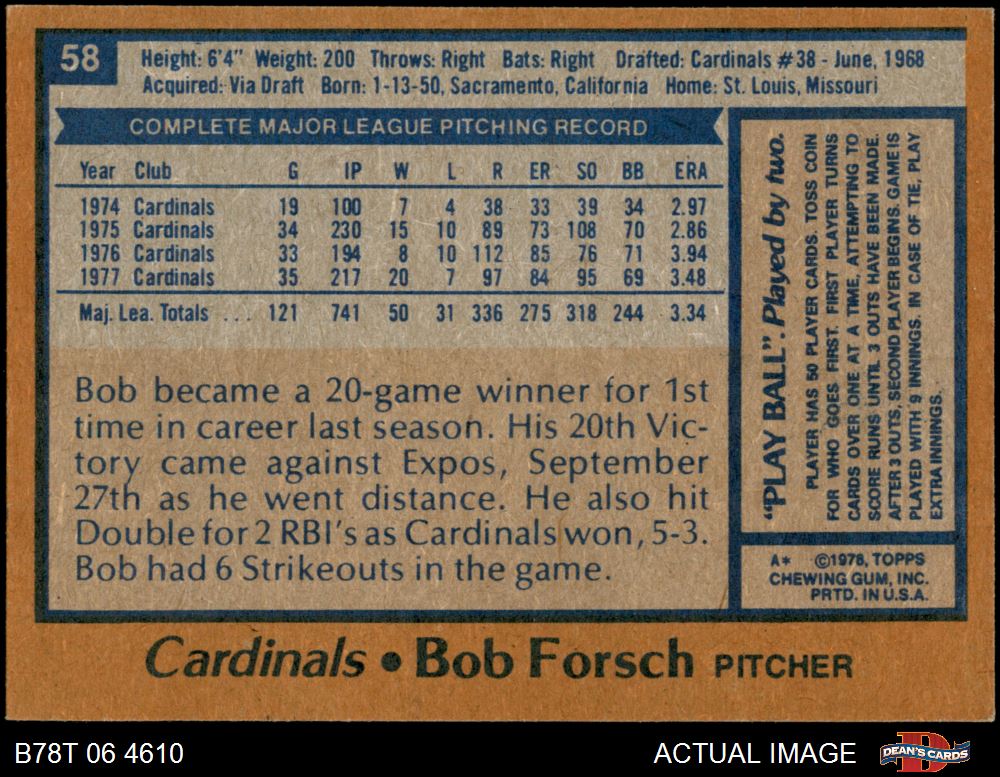 58
Height: 6'4" Weight: 200 Throws: Right Bats: Right Drafted: Cardinals #38 - June, 1968
Acquired: Via Draft Born: 1-13-50, Sacramento, California Home: St. Louis, Missouri
COMPLETE MAJOR LEAGUE PITCHING RECORD
Year Club G IP W L R ER SO BB ERA
1974 Cardinals 19 100 7 4 38 33 39 34 2.97
1975 Cardinals 34 230 15 10 89 73 108 70 2.86
1976 Cardinals 33 194 8 10 112 85 76 71 3.94
1977 Cardinals 35 217 20 7 97 84 95 69 3.48
Maj. Lea. Totals . . . 121 741 50 31 336 275 318 244 3.34
Bob became a 20-game winner for 1st
time in career last season. His 20th Vic-
tory came against Expos, September
27th as he went distance. He also hit
Double for 2 RBI's as Cardinals won, 5-3.
Bob had 6 Strikeouts in the game.
"PLAY BALL". Played by two.
PLAYER HAS 50 PLAYER CARDS. TOSS COIN
FOR WHO GOES FIRST. FIRST PLAYER TURNS
CARDS OVER ONE AT A TIME, ATTEMPTING TO
SCORE RUNS UNTIL 3 OUTS HAVE BEEN MADE.
AFTER 3 OUTS, SECOND PLAYER BEGINS. GAME IS
PLAYED WITH 9 INNINGS. IN CASE OF TIE, PLAY
EXTRA INNINGS.
A* ©1978, TOPPS
CHEWING GUM, INC.
PRTD. IN U.S.A.
Cardinals • Bob Forsch PITCHER
B78T 06 4610
ACTUAL IMAGE
DEAN'S CARDS